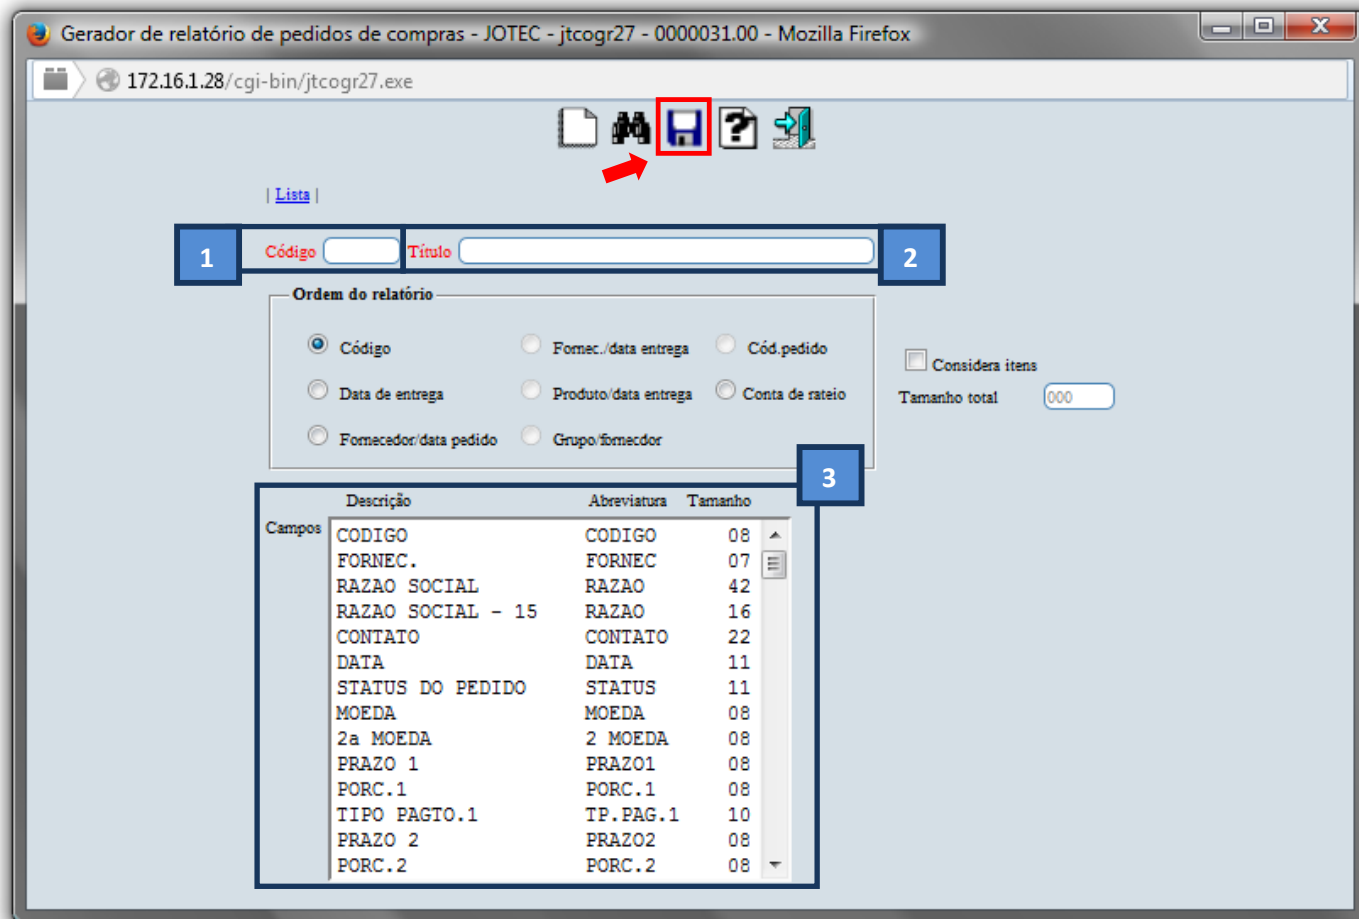 Gerador de relatório de pedidos de compras - JOTEC - jtcogr27 - 0000031.00 - Mozilla Firefox
172.16.1.28/cgi-bin/jtcogr27.exe
| Lista |
1 Código Título 2
Ordem do relatório
Código Fornec./data entrega Cód.pedido
Considera itens
Data de entrega Produto/data entrega Conta de rateio Tamanho total 000
Fornecedor/data pedido Grupo/fornecdor
3
Descrição Abreviatura Tamanho
Campos
CODIGO CODIGO 08
FORNEC. FORNEC 07
RAZAO SOCIAL RAZAO 42
RAZAO SOCIAL - 15 RAZAO 16
CONTATO CONTATO 22
DATA DATA 11
STATUS DO PEDIDO STATUS 11
MOEDA MOEDA 08
2a MOEDA 2 MOEDA 08
PRAZO 1 PRAZO1 08
PORC.1 PORC.1 08
TIPO PAGTO.1 TP.PAG.1 10
PRAZO 2 PRAZO2 08
PORC.2 PORC.2 08